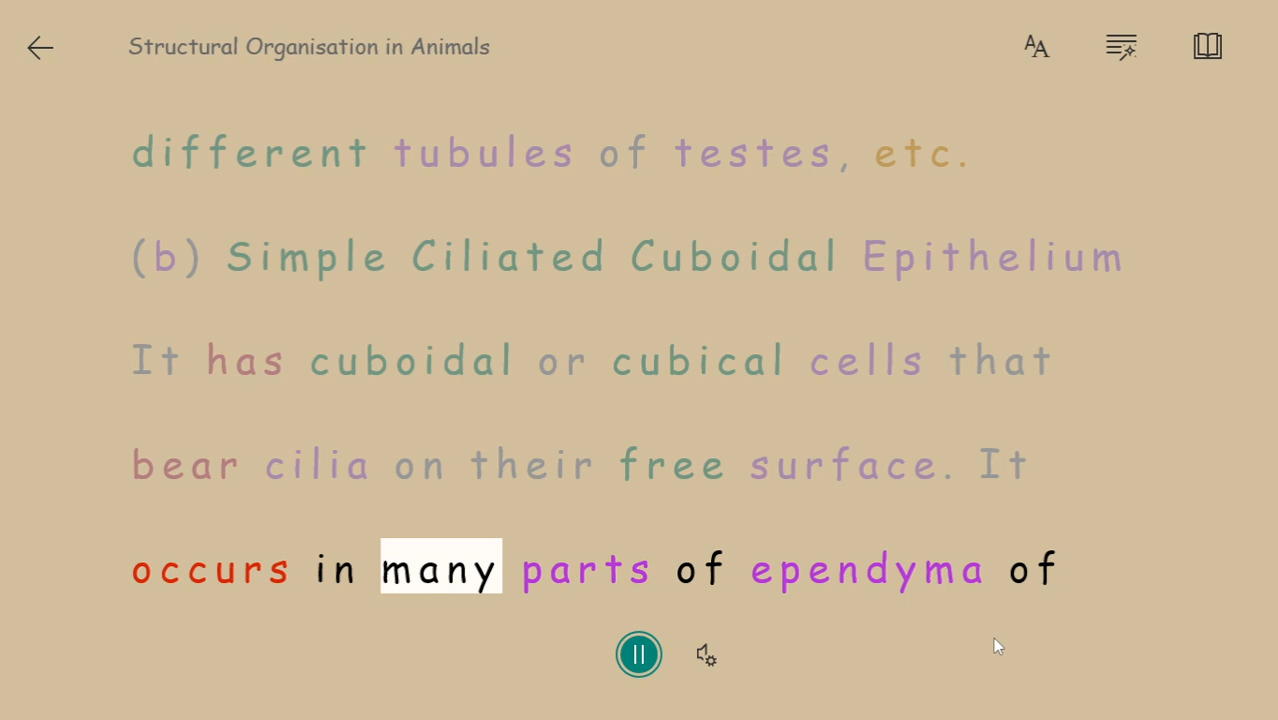 Structural Organisation in Animals
different tubules of testes, etc.
(b) Simple Ciliated Cuboidal Epithelium
It has cuboidal or cubical cells that
bear cilia on their free surface. It
occurs in many parts of ependyma of